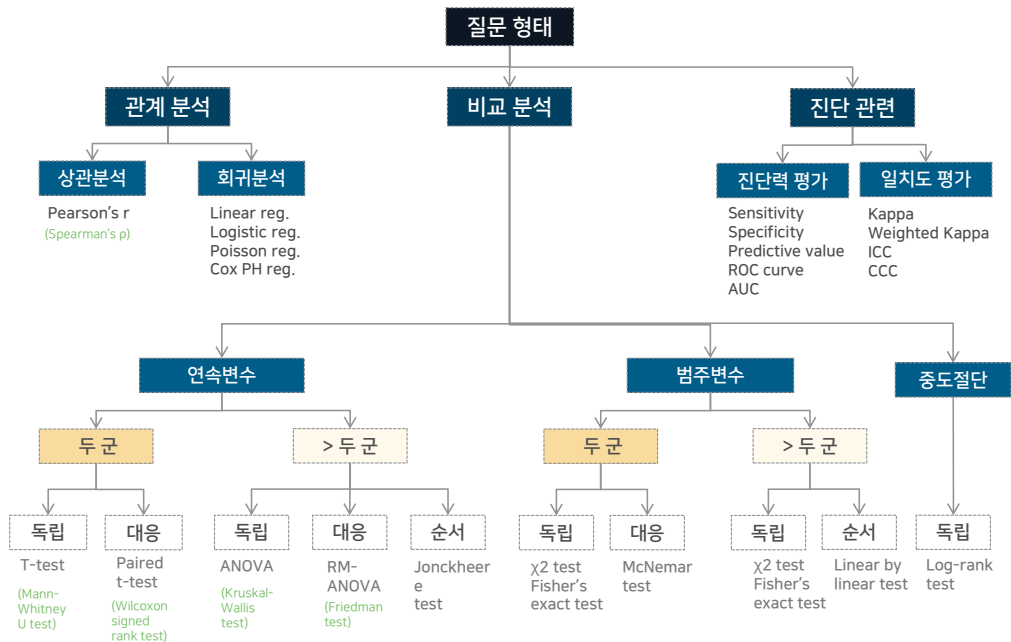 질문 형태
관계 분석
비교 분석
진단 관련
상관분석
회귀분석
진단력 평가
일치도 평가
Pearson's r
(Spearman's ρ)
Linear reg.
Logistic reg.
Poisson reg.
Cox PH reg.
Sensitivity
Specificity
Predictive value
ROC curve
AUC
Kappa
Weighted Kappa
ICC
CCC
연속변수
범주변수
중도절단
두 군
> 두 군
두 군
> 두 군
독립
대응
독립
대응
순서
독립
대응
독립
순서
독립
T-test
(Mann-
Whitney
U test)
Paired
t-test
(Wilcoxon
signed
rank test)
ANOVA
(Kruskal-
Wallis
test)
RM-
ANOVA
(Friedman
test)
Jonckheer
e
test
χ2 test
Fisher's
exact test
McNemar
test
χ2 test
Fisher's
exact test
Linear by
linear test
Log-rank
test